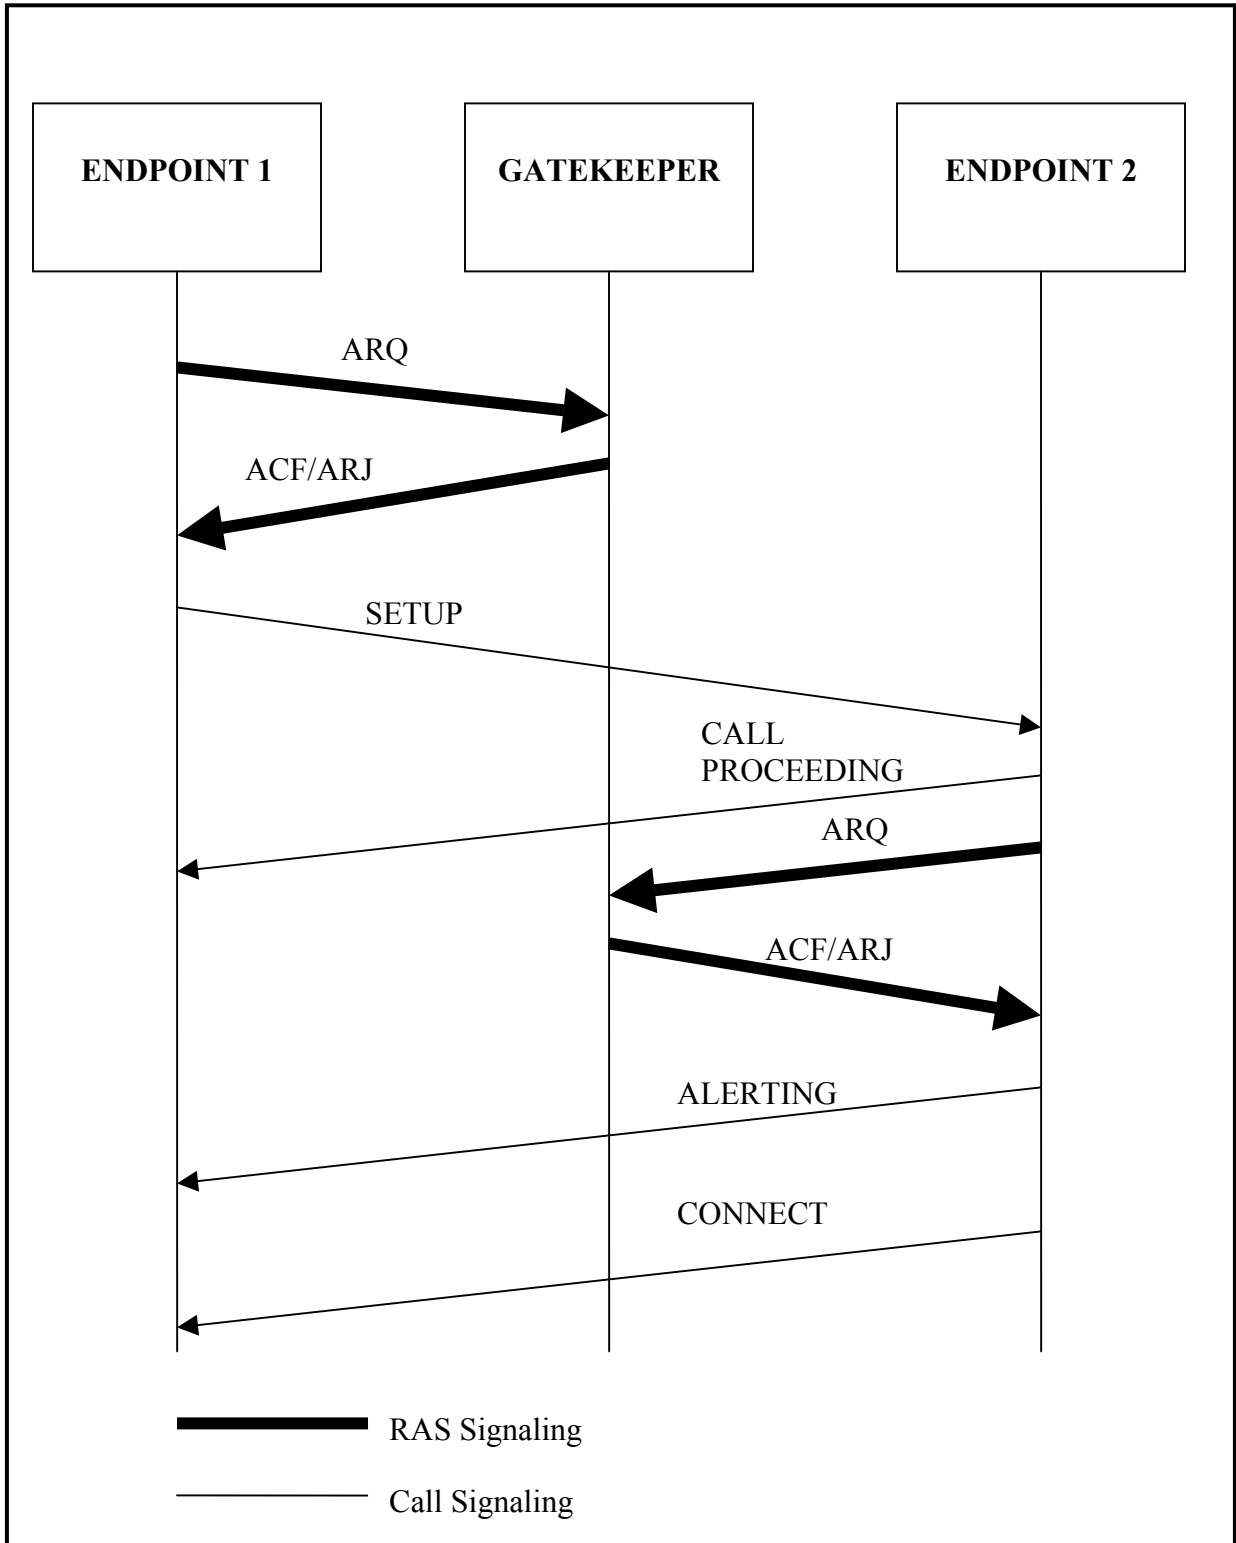 ENDPOINT 1
GATEKEEPER
ENDPOINT 2
ARQ
ACF/ARJ
SETUP
CALL
PROCEEDING
ARQ
ACF/ARJ
ALERTING
CONNECT
RAS Signaling
Call Signaling